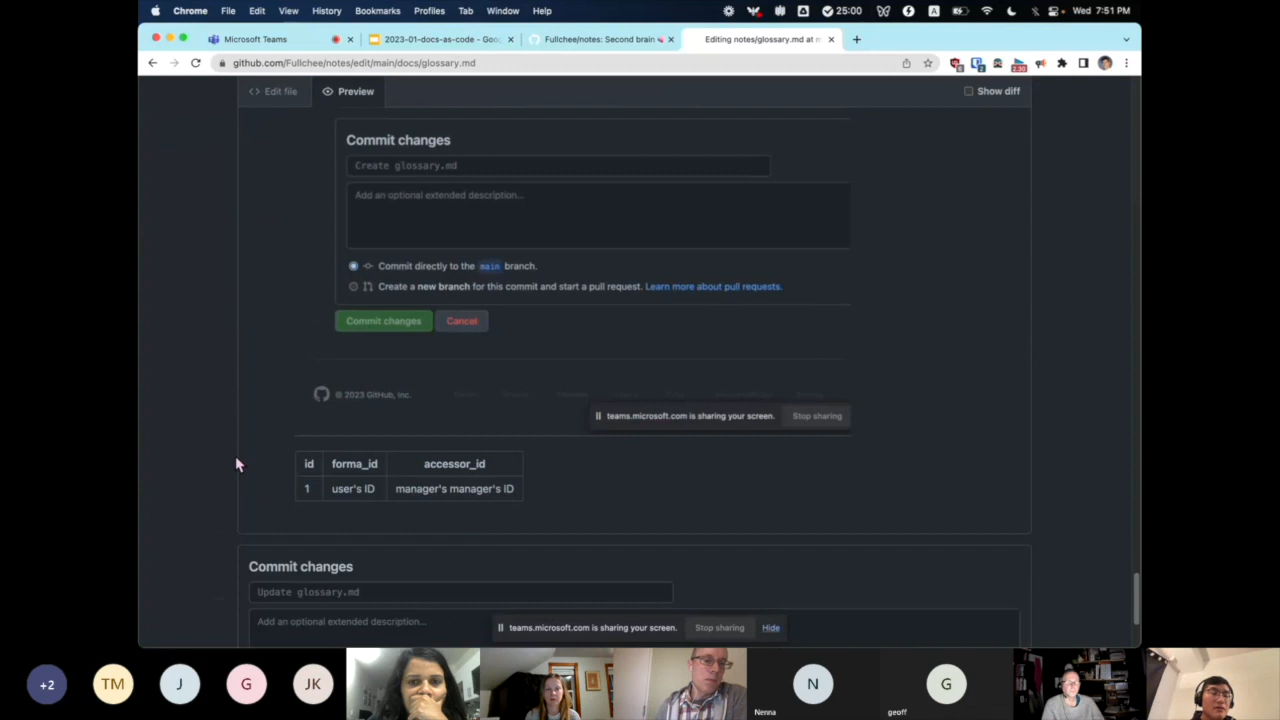 Chrome File Edit View History Bookmarks Profiles Tab Window Help 25:00 A Wed 7:51 PM
Microsoft Teams 2023-01-docs-as-code - Goo Fullchee/notes: Second brain Editing notes/glossary.md at m
github.com/Fullchee/notes/edit/main/docs/glossary.md
Edit file Preview Show diff
Commit changes
Create glossary.md
Add an optional extended description...
Commit directly to the main branch.
Create a new branch for this commit and start a pull request. Learn more about pull requests.
Commit changes Cancel
© 2023 GitHub, Inc.
teams.microsoft.com is sharing your screen. Stop sharing
id forma_id accessor_id
1 user's ID manager's manager's ID
Commit changes
Update glossary.md
Add an optional extended description...
teams.microsoft.com is sharing your screen. Stop sharing Hide
+2 TM J G JK N G
Nenna geoff